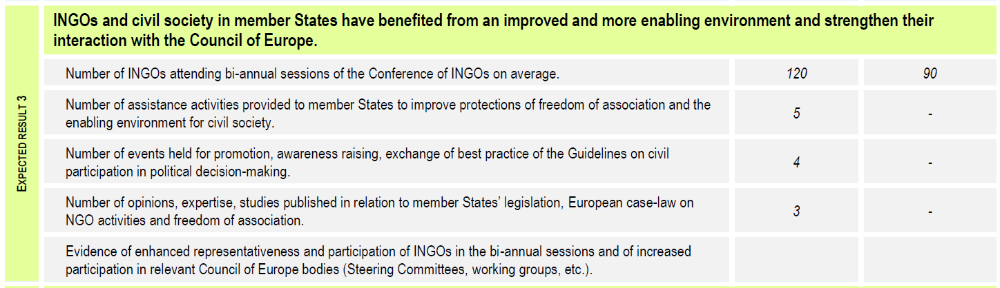 INGOs and civil society in member States have benefited from an improved and more enabling environment and strengthen their
interaction with the Council of Europe.
EXPECTED RESULT 3
Number of INGOs attending bi-annual sessions of the Conference of INGOs on average. 120 90
Number of assistance activities provided to member States to improve protections of freedom of association and the
enabling environment for civil society. 5 -
Number of events held for promotion, awareness raising, exchange of best practice of the Guidelines on civil
participation in political decision-making. 4 -
Number of opinions, expertise, studies published in relation to member States’ legislation, European case-law on
NGO activities and freedom of association. 3 -
Evidence of enhanced representativeness and participation of INGOs in the bi-annual sessions and of increased
participation in relevant Council of Europe bodies (Steering Committees, working groups, etc.).